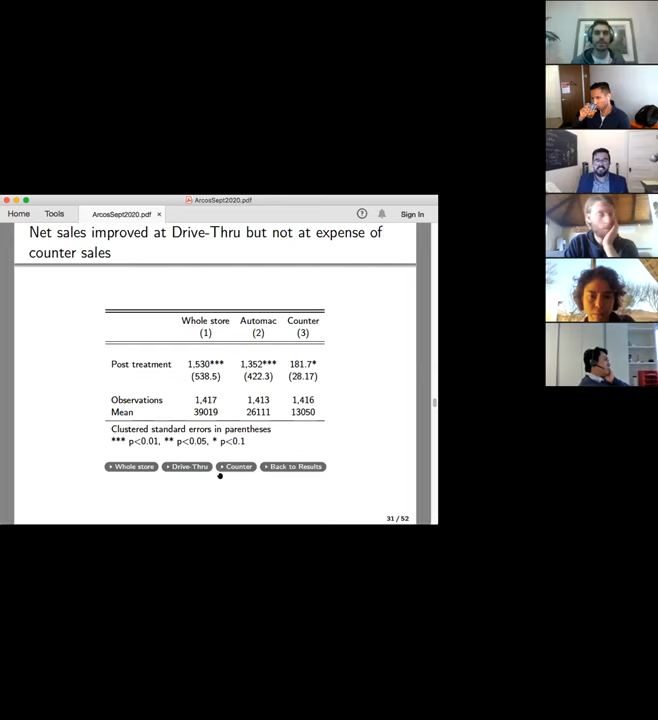 ArcosSept2020.pdf
Home Tools ArcosSept2020.pdf × Sign In
Net sales improved at Drive-Thru but not at expense of
counter sales
Whole store Automac Counter
(1) (2) (3)
Post treatment 1,530*** 1,352*** 181.7*
(538.5) (422.3) (28.17)
Observations 1,417 1,413 1,416
Mean 39019 26111 13050
Clustered standard errors in parentheses
*** p<0.01, ** p<0.05, * p<0.1
Whole store Drive-Thru Counter Back to Results
31 / 52